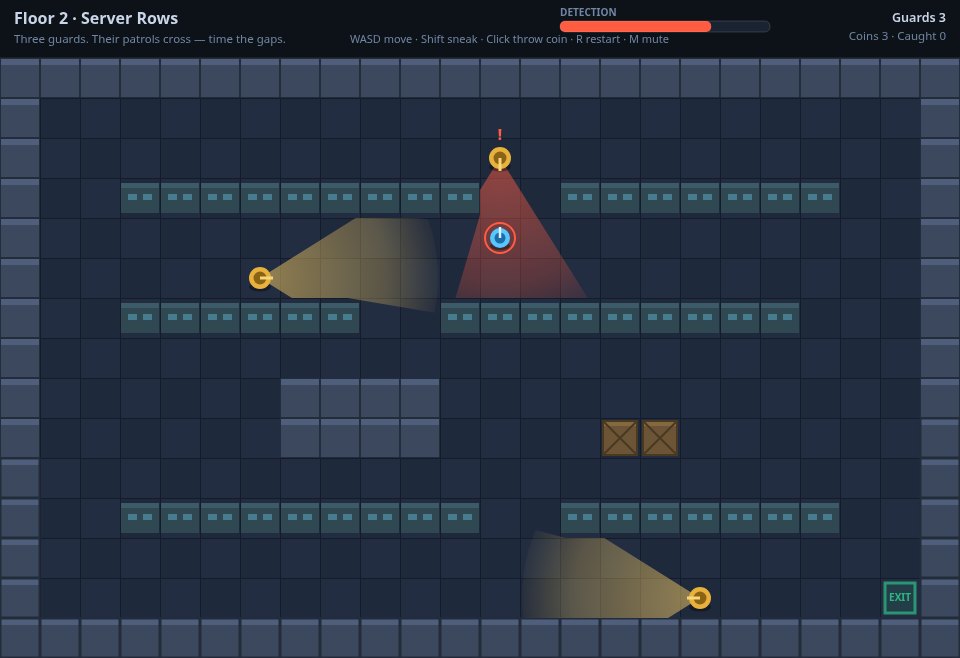 Floor 2 · Server Rows
Three guards. Their patrols cross — time the gaps.
DETECTION
WASD move · Shift sneak · Click throw coin · R restart · M mute
Guards 3
Coins 3 · Caught 0
!
EXIT